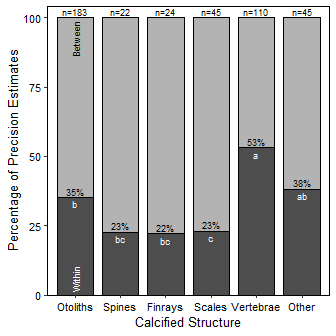 n=183 n=22 n=24 n=45 n=110 n=45
100
Between
75
Percentage of Precision Estimates
53%
a
50
38%
ab
35%
b
25
23% 22% 23%
bc bc c
Within
0
Otoliths Spines Finrays Scales Vertebrae Other
Calcified Structure